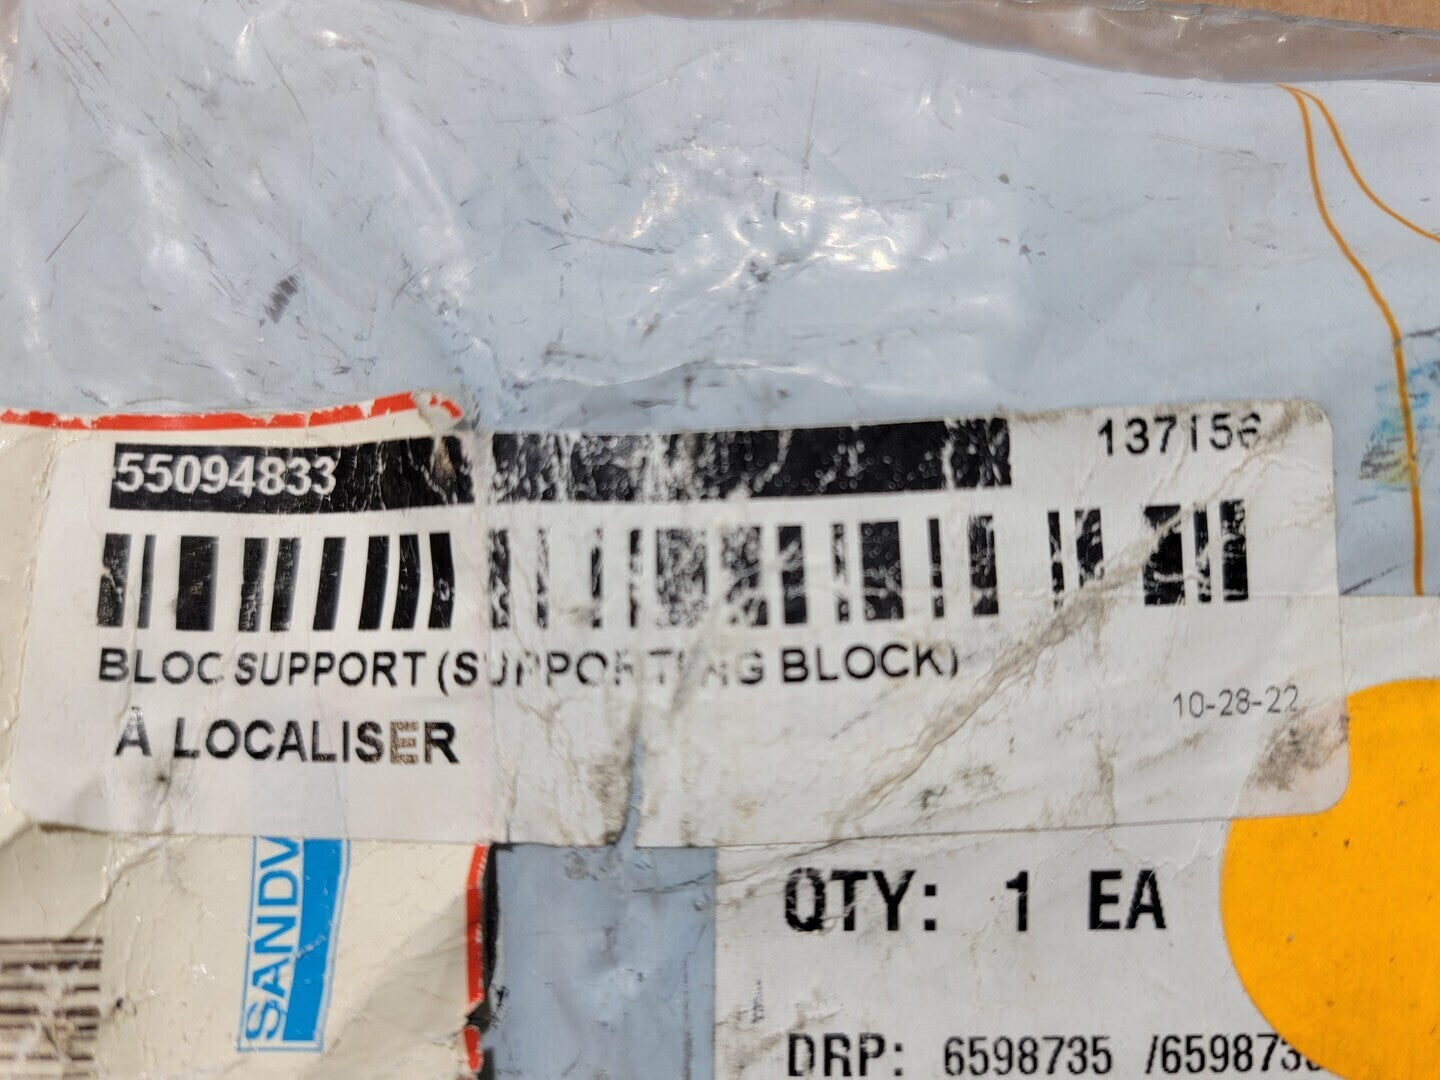 55094833
137156
BLOC SUPPORT (SUPPORTING BLOCK)
10-28-22
À LOCALISER
SANDV
QTY: 1 EA
DRP: 6598735 /659873